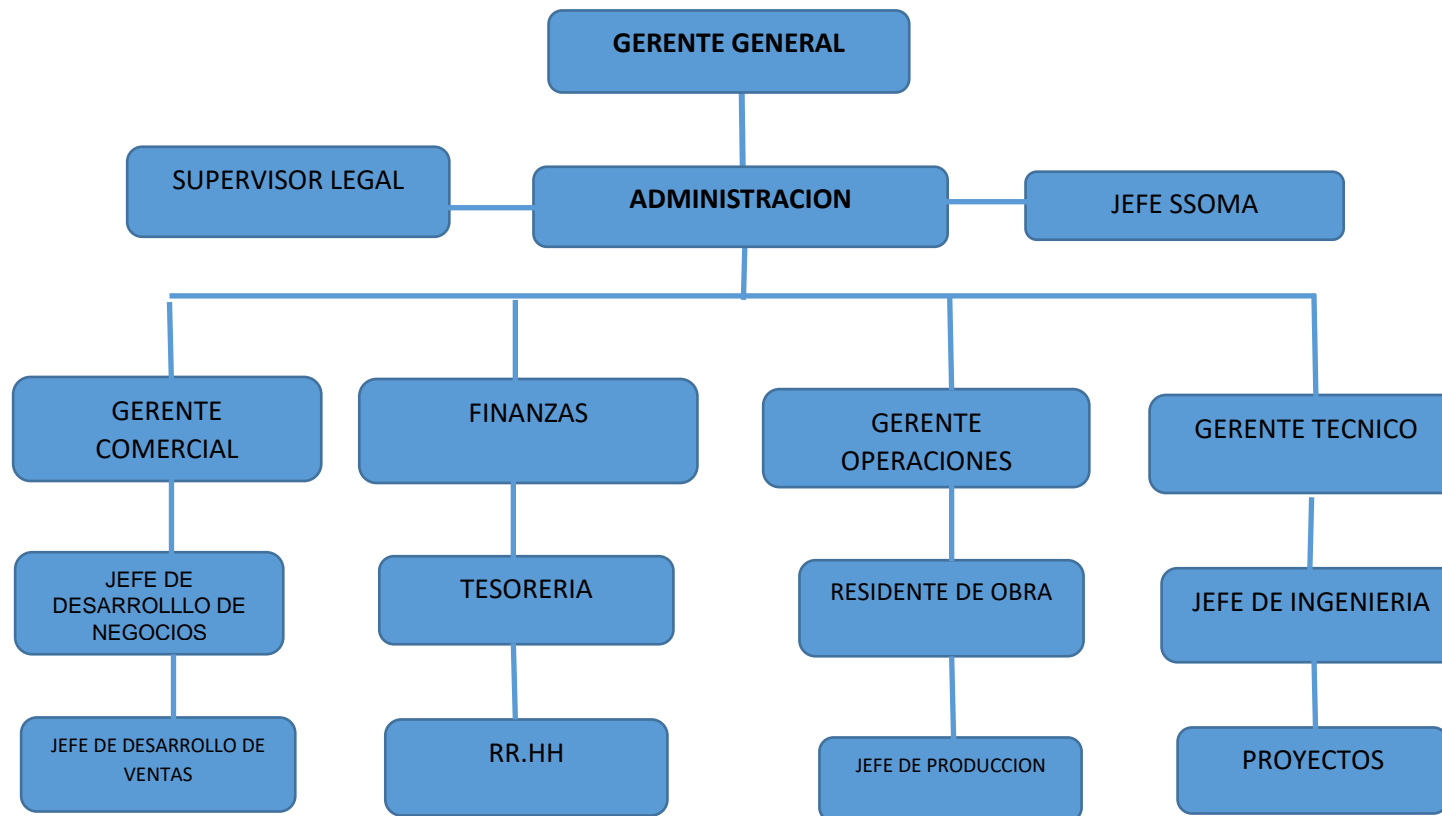 GERENTE GENERAL
SUPERVISOR LEGAL
ADMINISTRACION
JEFE SSOMA
GERENTE
COMERCIAL
FINANZAS
GERENTE
OPERACIONES
GERENTE TECNICO
JEFE DE
DESARROLLLO DE
NEGOCIOS
TESORERIA
RESIDENTE DE OBRA
JEFE DE INGENIERIA
JEFE DE DESARROLLO DE
VENTAS
RR.HH
JEFE DE PRODUCCION
PROYECTOS